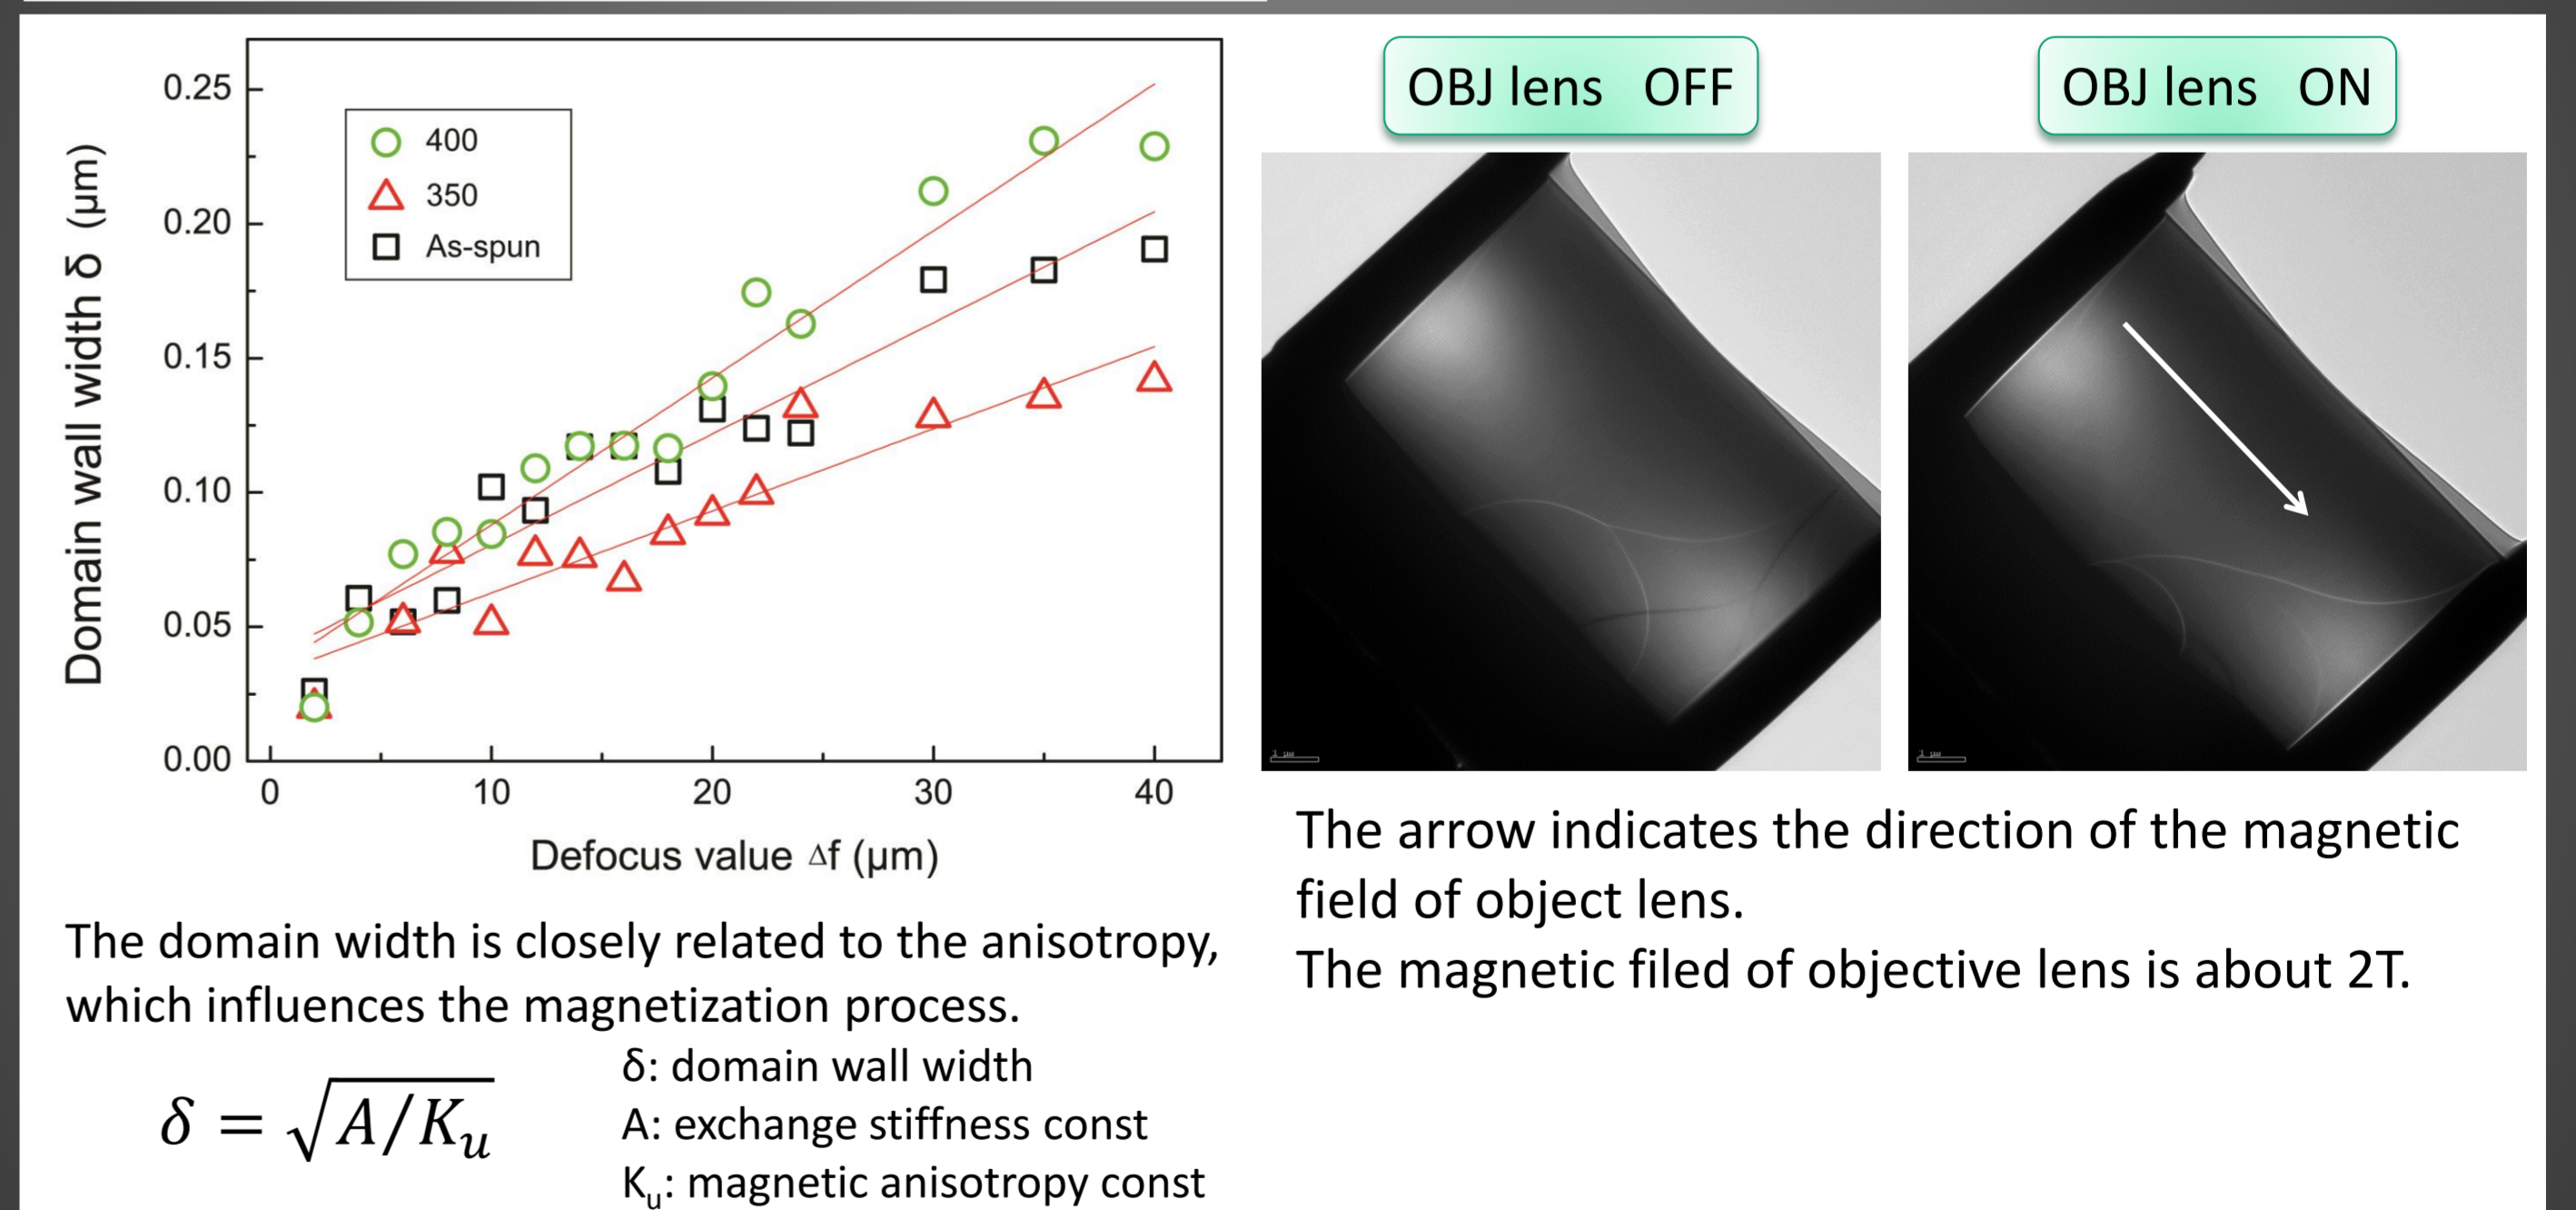 0.25
0.20
0.15
0.10
0.05
0.00
0 10 20 30 40
Domain wall width δ (μm)
Defocus value Δf (μm)
400
350
As-spun
The domain width is closely related to the anisotropy,
which influences the magnetization process.
δ = √A/Ku
δ: domain wall width
A: exchange stiffness const
Ku: magnetic anisotropy const
OBJ lens OFF
OBJ lens ON
1 μm
1 μm
The arrow indicates the direction of the magnetic
field of object lens.
The magnetic filed of objective lens is about 2T.